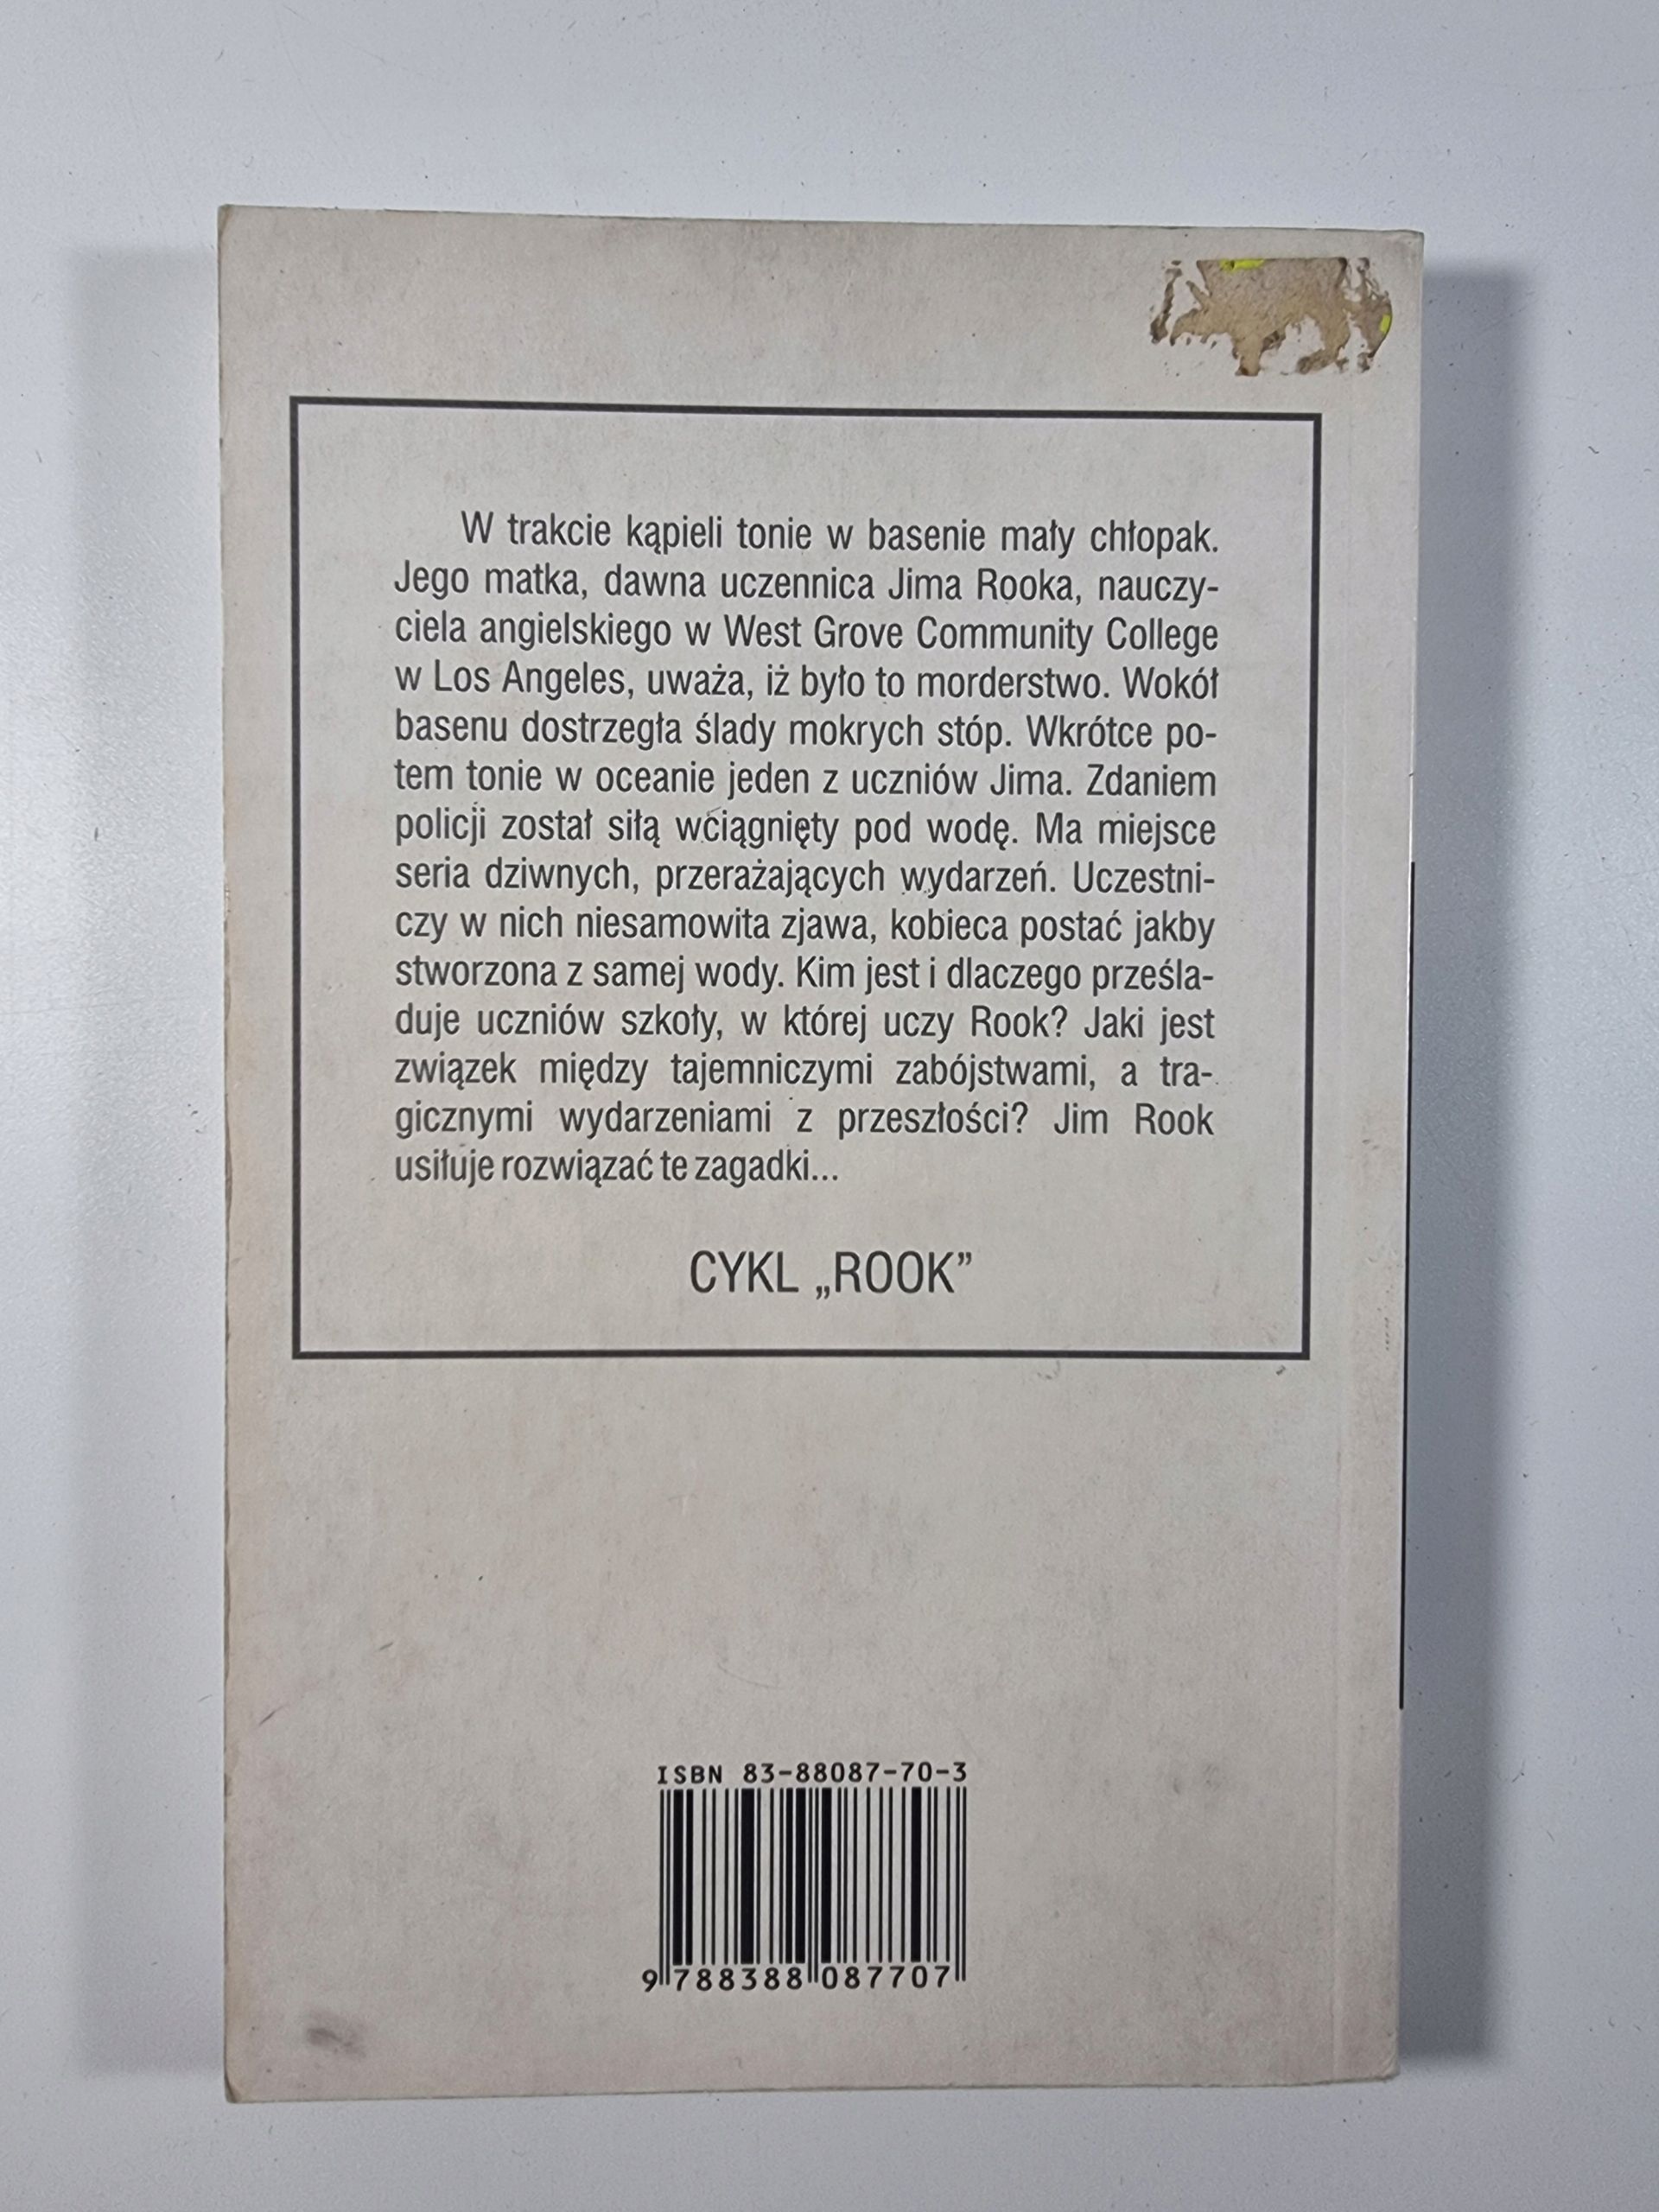 W trakcie kąpieli tonie w basenie mały chłopak.
Jego matka, dawna uczennica Jima Rooka, nauczy-
ciela angielskiego w West Grove Community College
w Los Angeles, uważa, iż było to morderstwo. Wokół
basenu dostrzegła ślady mokrych stóp. Wkrótce po-
tem tonie w oceanie jeden z uczniów Jima. Zdaniem
policji został siłą wciągnięty pod wodę. Ma miejsce
seria dziwnych, przerażających wydarzeń. Uczestni-
czy w nich niesamowita zjawa, kobieca postać jakby
stworzona z samej wody. Kim jest i dlaczego prześla-
duje uczniów szkoły, w której uczy Rook? Jaki jest
związek między tajemniczymi zabójstwami, a tra-
gicznymi wydarzeniami z przeszłości? Jim Rook
usiłuje rozwiązać te zagadki...
CYKL „ROOK”
ISBN 83-88087-70-3
9 788388 087707